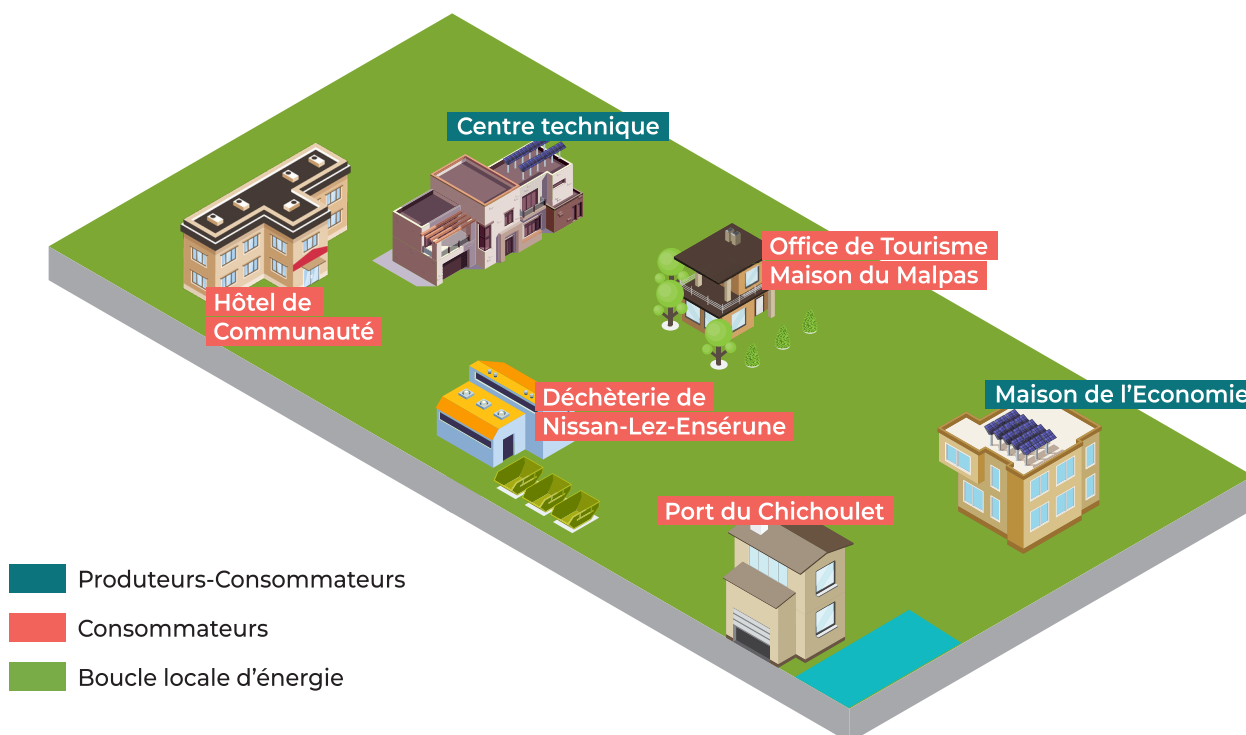 Centre technique
Office de Tourisme
Maison du Malpas
Hôtel de
Communauté
Déchèterie de
Nissan-Lez-Ensérune
Maison de l’Economie
Port du Chichoulet
Produteurs-Consommateurs
Consommateurs
Boucle locale d’énergie